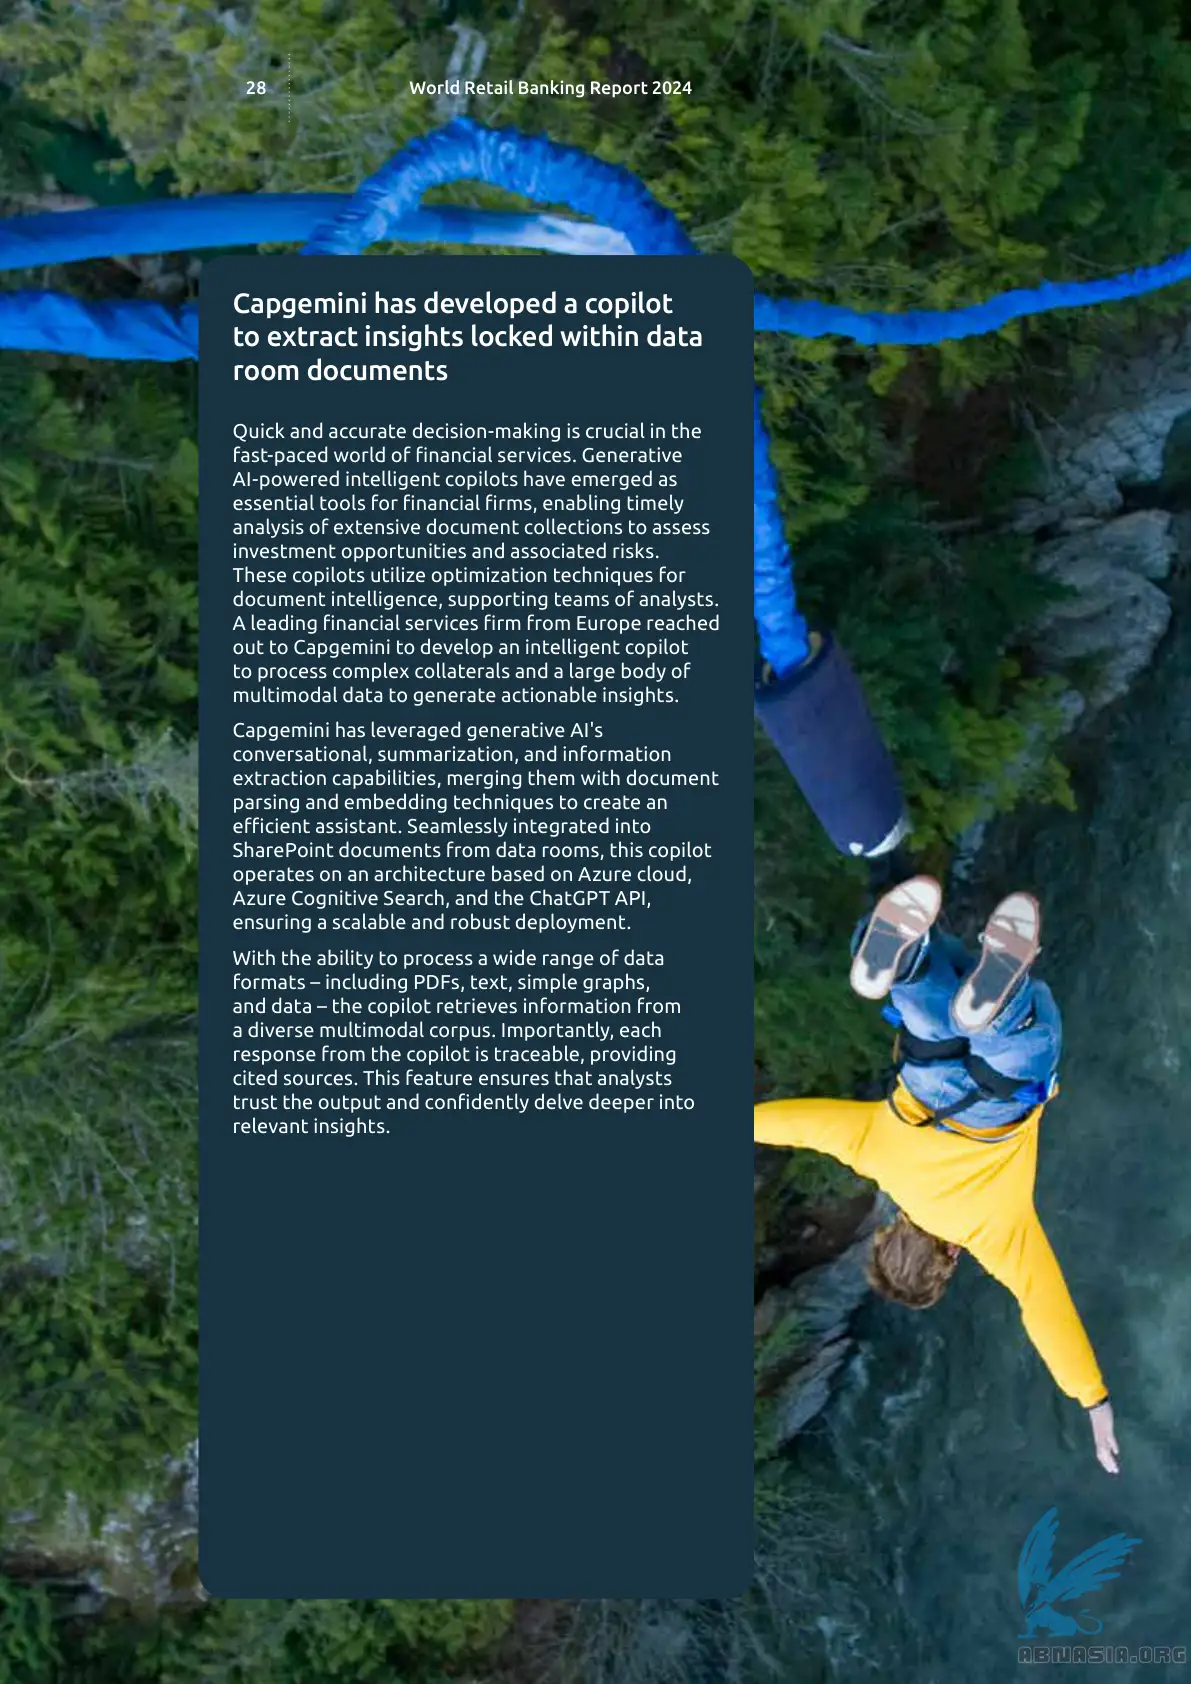 28
World Retail Banking Report 2024
Capgemini has developed a copilot
to extract insights locked within data
room documents
Quick and accurate decision-making is crucial in the
fast-paced world of financial services. Generative
AI-powered intelligent copilots have emerged as
essential tools for financial firms, enabling timely
analysis of extensive document collections to assess
investment opportunities and associated risks.
These copilots utilize optimization techniques for
document intelligence, supporting teams of analysts.
A leading financial services firm from Europe reached
out to Capgemini to develop an intelligent copilot
to process complex collaterals and a large body of
multimodal data to generate actionable insights.
Capgemini has leveraged generative AI's
conversational, summarization, and information
extraction capabilities, merging them with document
parsing and embedding techniques to create an
efficient assistant. Seamlessly integrated into
SharePoint documents from data rooms, this copilot
operates on an architecture based on Azure cloud,
Azure Cognitive Search, and the ChatGPT API,
ensuring a scalable and robust deployment.
With the ability to process a wide range of data
formats – including PDFs, text, simple graphs,
and data – the copilot retrieves information from
a diverse multimodal corpus. Importantly, each
response from the copilot is traceable, providing
cited sources. This feature ensures that analysts
trust the output and confidently delve deeper into
relevant insights.
ABNASIA.ORG